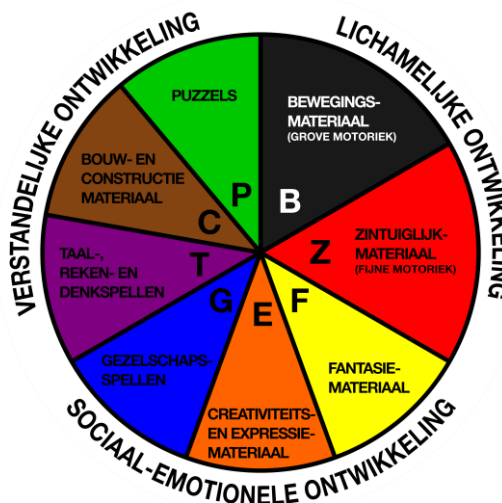 VERSTANDELIJKE ONTWIKKELING
LICHAMELIJKE ONTWIKKELING
SOCIAAL-EMOTIONELE ONTWIKKELING
PUZZELS
P
BEWEGINGS-
MATERIAAL
(GROVE MOTORIEK)
B
ZINTUIGLIJK-
MATERIAAL
(FIJNE MOTORIEK)
Z
FANTASIE-
MATERIAAL
F
CREATIVITEITS-
EN EXPRESSIE-
MATERIAAL
E
GEZELSCHAPS-
SPELLEN
G
TAAL-,
REKEN- EN
DENKSPELLEN
T
BOUW- EN
CONSTRUCTIE
MATERIAAL
C